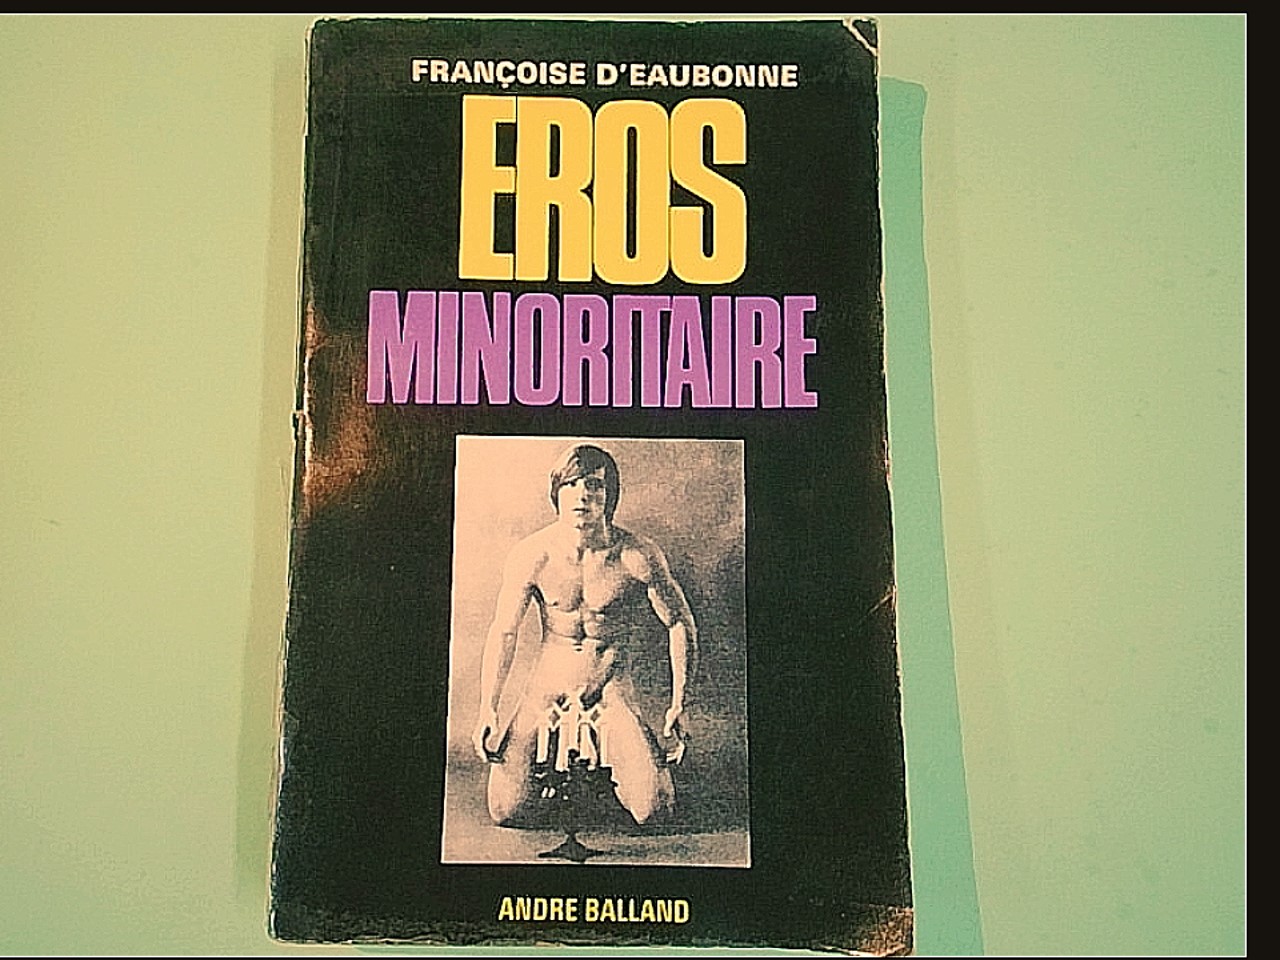 FRANÇOISE D'EAUBONNE
EROS
MINORITAIRE
ANDRE BALLAND